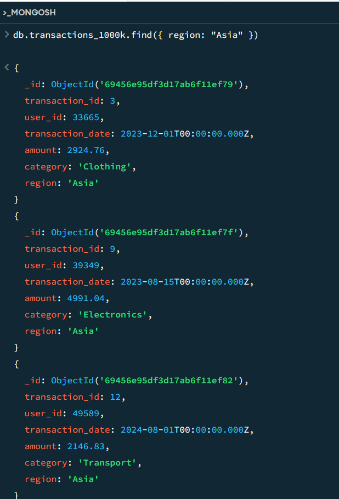 >_MONGOSH
> db.transactions_1000k.find({ region: "Asia" })
< {
_id: ObjectId('69456e95df3d17ab6f11ef79'),
transaction_id: 3,
user_id: 33665,
transaction_date: 2023-12-01T00:00:00.000Z,
amount: 2924.76,
category: 'Clothing',
region: 'Asia'
}
{
_id: ObjectId('69456e95df3d17ab6f11ef7f'),
transaction_id: 9,
user_id: 39349,
transaction_date: 2023-08-15T00:00:00.000Z,
amount: 4991.04,
category: 'Electronics',
region: 'Asia'
}
{
_id: ObjectId('69456e95df3d17ab6f11ef82'),
transaction_id: 12,
user_id: 49589,
transaction_date: 2024-08-01T00:00:00.000Z,
amount: 2146.83,
category: 'Transport',
region: 'Asia'
}